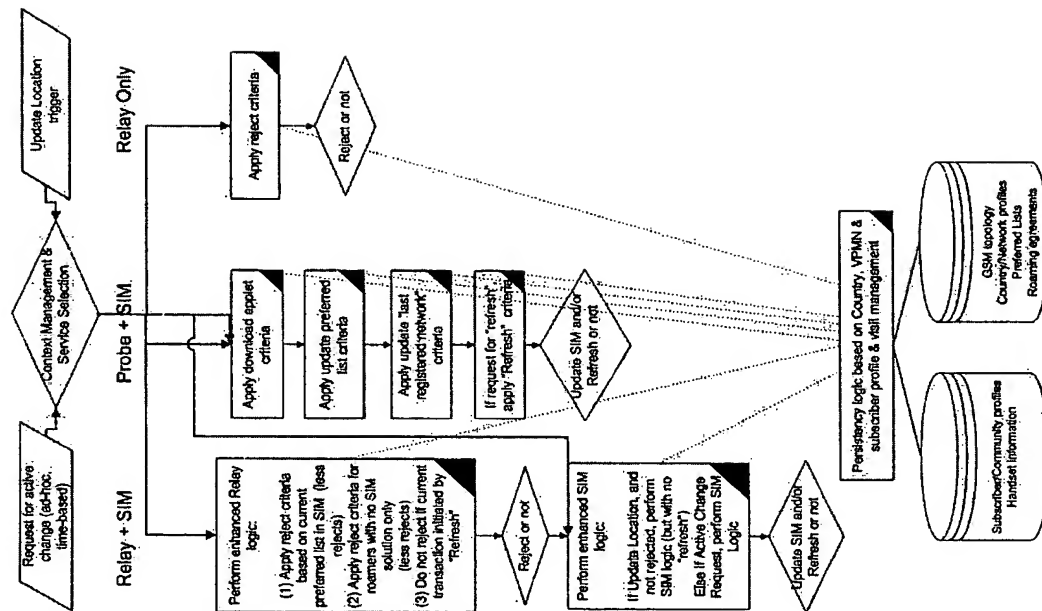 Request for active
change (ad-hoc,
time-based)
Context Management &
Service Selection
Update Location
trigger
Relay + SIM
Probe + SIM
Relay Only
Perform enhanced Relay
logic:
(1) Apply reject criteria
based on current
preferred list in SIM (less
rejects)
(2) Apply reject criteria for
roamers with no SIM
solution only
(less rejects)
(3) Do not reject if current
transaction initiated by
"Refresh"
Reject or not
Perform enhanced SIM
logic:
If Update Location, and
not rejected, perform
SIM logic (but with no
"refresh")
Else If Active Change
Request, perform SIM
Logic
Update SIM and/or
Refresh or not
Apply download applet
criteria
Apply update preferred
list criteria
Apply update "last
registered network"
criteria
If request for "refresh"
apply "Refresh" criteria
Update SIM and/or
Refresh or not
Apply reject criteria
Reject or not
Persistency logic based on Country, VPMN &
subscriber profile & visit management
Subscriber/Community profiles
Handset information
GSM topology
Country/Network profiles
Preferred Lists
Roaming agreements